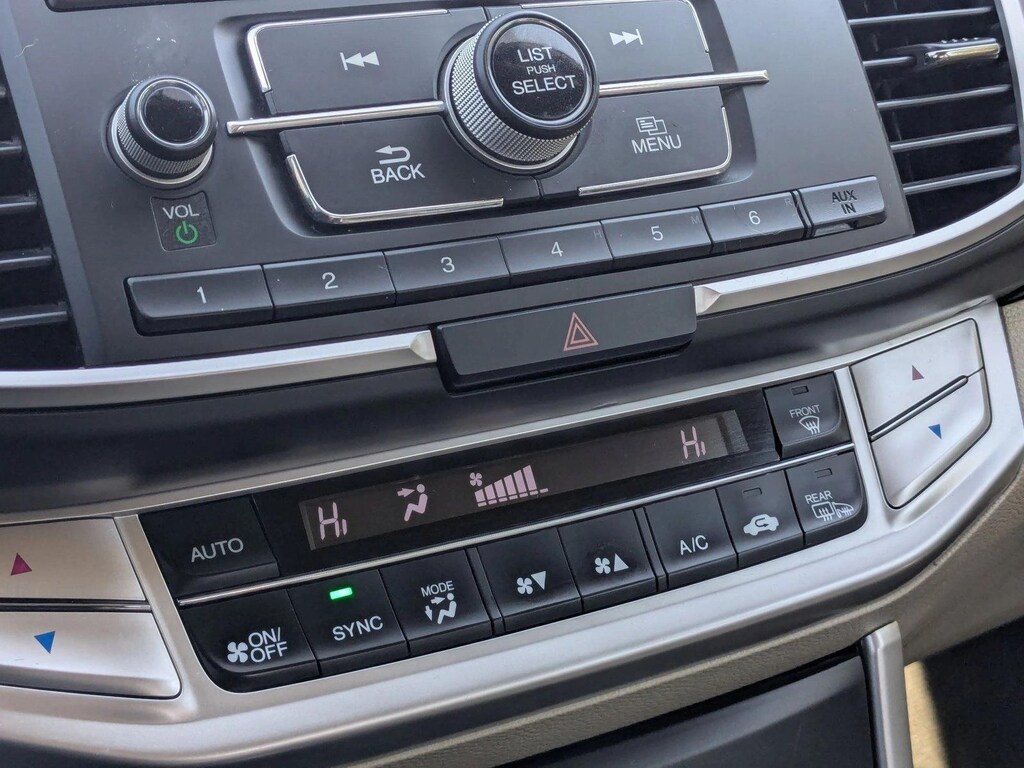 LIST
PUSH
SELECT
BACK
MENU
VOL
1 2 3 4 H 5 M 6 R
AUX
IN
FRONT
Hi
Hi
AUTO
ON/
OFF
SYNC
MODE
A/C
REAR